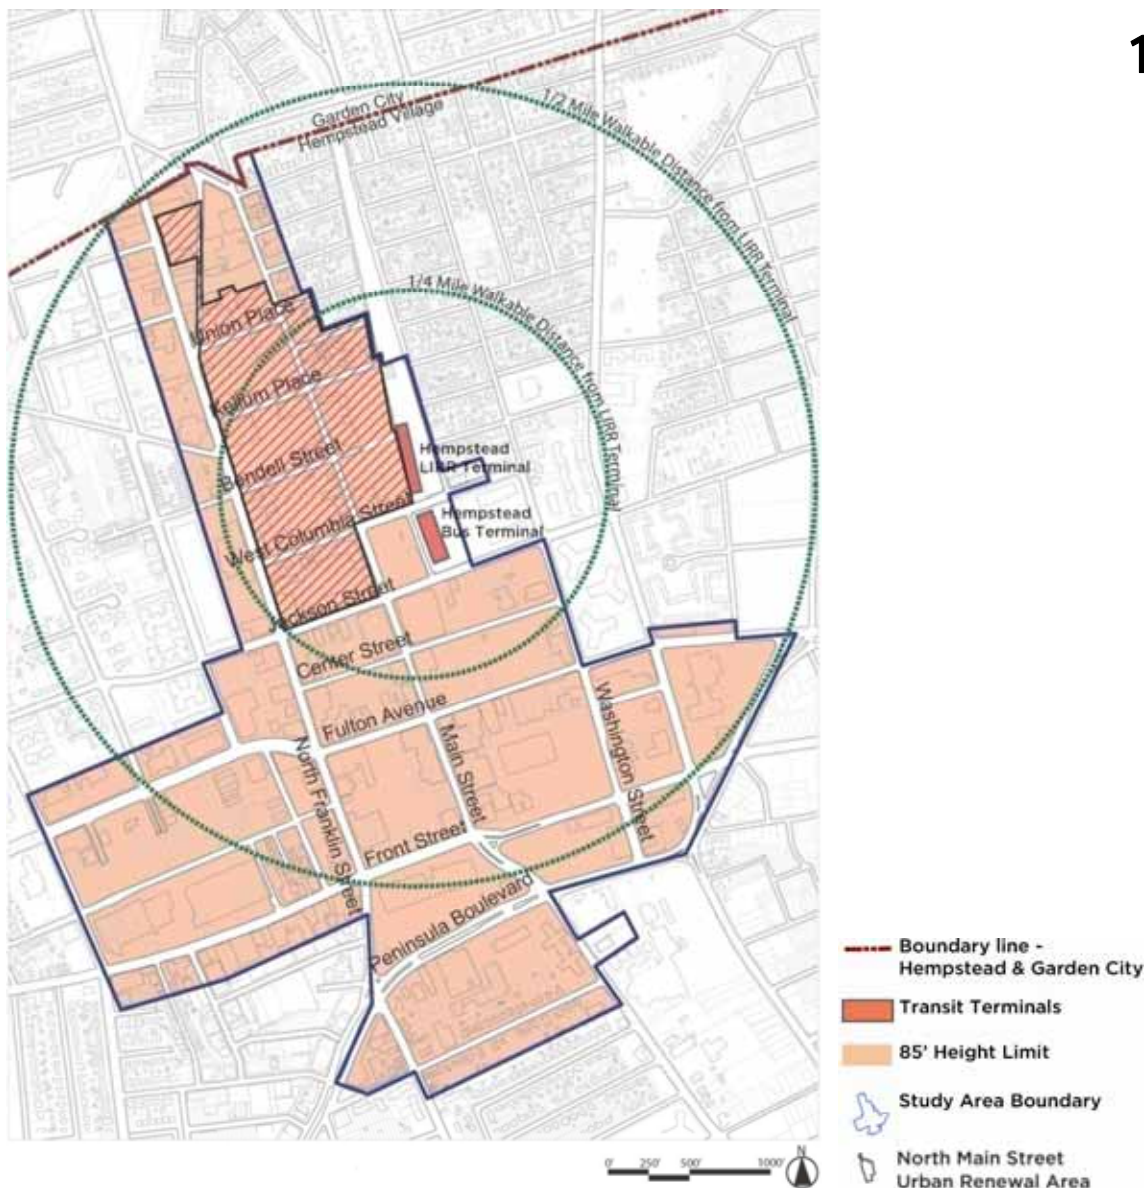 1
Garden City
Hempstead Village
1/2 Mile Walkable Distance from LIRR Terminal
1/4 Mile Walkable Distance from LIRR Terminal
Union Place
Kellum Place
Bendell Street
West Columbia Street
Jackson Street
Hempstead
LIRR Terminal
Hempstead
Bus Terminal
Center Street
Fulton Avenue
Main Street
Washington Street
North Franklin Street
Front Street
Peninsula Boulevard
Boundary line -
Hempstead & Garden City
Transit Terminals
85' Height Limit
Study Area Boundary
North Main Street
Urban Renewal Area
0' 250' 500' 1000'
N